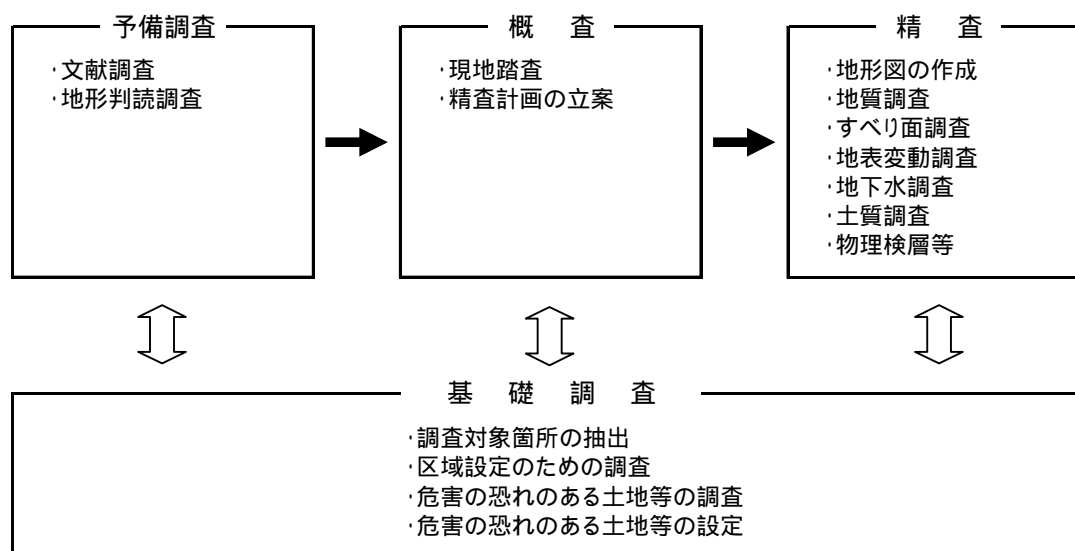 予備調査
・文献調査
・地形判読調査
概　査
・現地踏査
・精査計画の立案
精　査
・地形図の作成
・地質調査
・すべり面調査
・地表変動調査
・地下水調査
・土質調査
・物理検層等
基　礎　調　査
・調査対象箇所の抽出
・区域設定のための調査
・危害の恐れのある土地等の調査
・危害の恐れのある土地等の設定